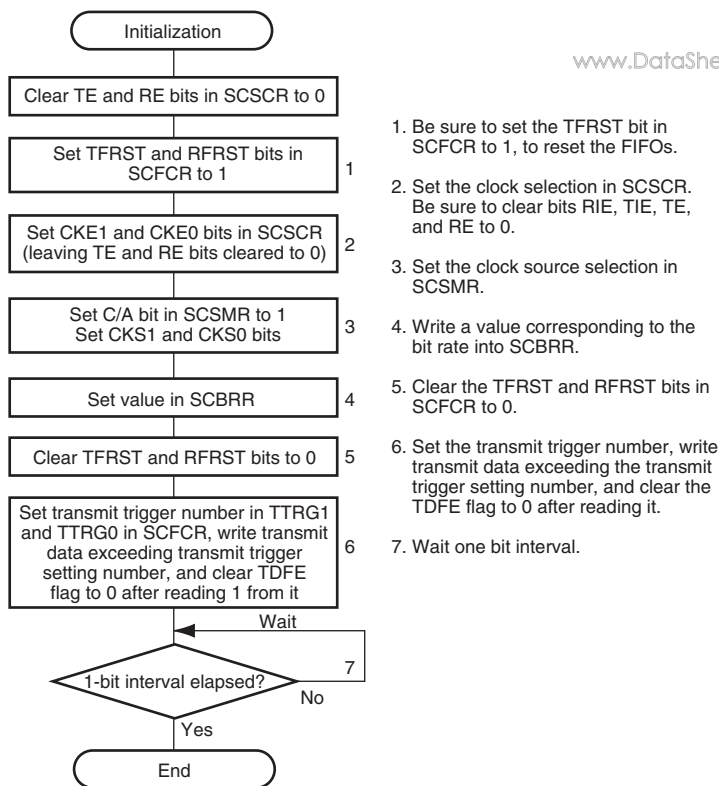 Initialization
www.DataShe
Clear TE and RE bits in SCSCR to 0
Set TFRST and RFRST bits in
SCFCR to 1
1
Set CKE1 and CKE0 bits in SCSCR
(leaving TE and RE bits cleared to 0)
2
Set C/A bit in SCSMR to 1
Set CKS1 and CKS0 bits
3
Set value in SCBRR
4
Clear TFRST and RFRST bits to 0
5
Set transmit trigger number in TTRG1
and TTRG0 in SCFCR, write transmit
data exceeding transmit trigger
setting number, and clear TDFE
flag to 0 after reading 1 from it
6
Wait
1-bit interval elapsed?
7
No
Yes
End
1. Be sure to set the TFRST bit in
SCFCR to 1, to reset the FIFOs.
2. Set the clock selection in SCSCR.
Be sure to clear bits RIE, TIE, TE,
and RE to 0.
3. Set the clock source selection in
SCSMR.
4. Write a value corresponding to the
bit rate into SCBRR.
5. Clear the TFRST and RFRST bits in
SCFCR to 0.
6. Set the transmit trigger number, write
transmit data exceeding the transmit
trigger setting number, and clear the
TDFE flag to 0 after reading it.
7. Wait one bit interval.